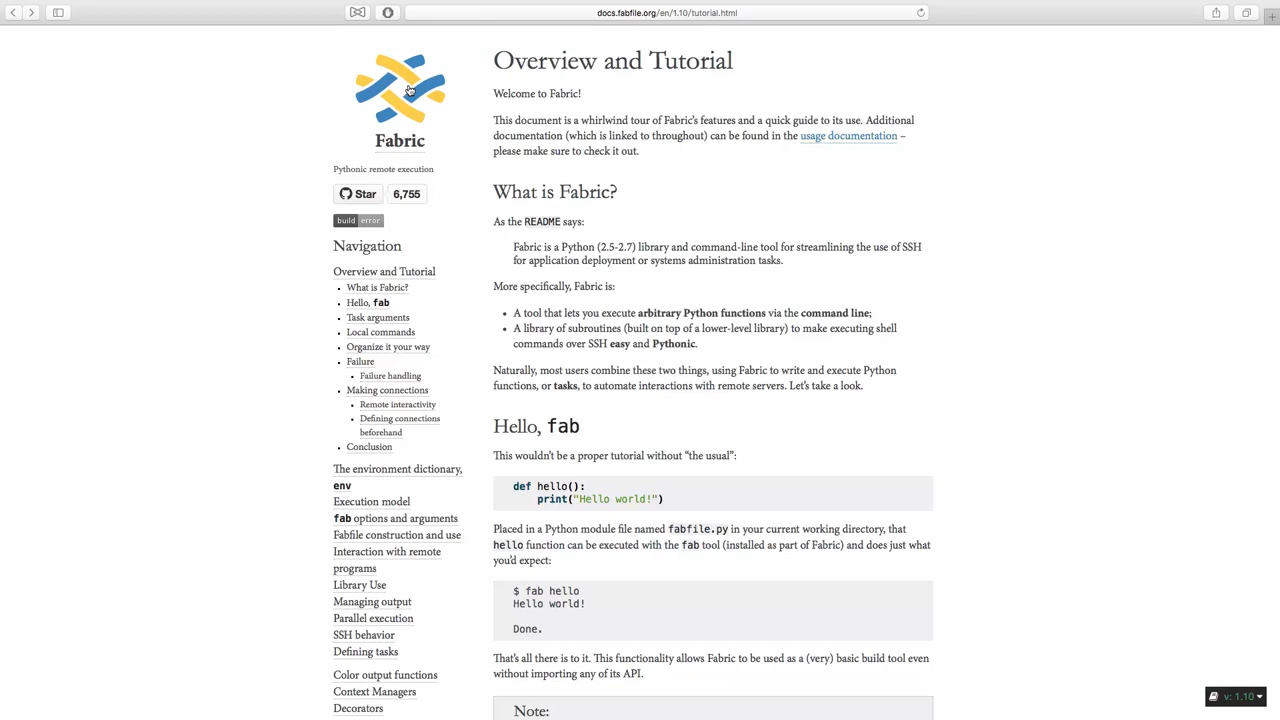 docs.fabfile.org/en/1.10/tutorial.html
Fabric
Pythonic remote execution
Star 6,755
build error
Navigation
Overview and Tutorial
What is Fabric?
Hello, fab
Task arguments
Local commands
Organize it your way
Failure
Failure handling
Making connections
Remote interactivity
Defining connections
beforehand
Conclusion
The environment dictionary,
env
Execution model
fab options and arguments
Fabfile construction and use
Interaction with remote
programs
Library Use
Managing output
Parallel execution
SSH behavior
Defining tasks
Color output functions
Context Managers
Decorators
Overview and Tutorial
Welcome to Fabric!
This document is a whirlwind tour of Fabric's features and a quick guide to its use. Additional
documentation (which is linked to throughout) can be found in the usage documentation –
please make sure to check it out.
What is Fabric?
As the README says:
Fabric is a Python (2.5-2.7) library and command-line tool for streamlining the use of SSH
for application deployment or systems administration tasks.
More specifically, Fabric is:
• A tool that lets you execute arbitrary Python functions via the command line;
• A library of subroutines (built on top of a lower-level library) to make executing shell
commands over SSH easy and Pythonic.
Naturally, most users combine these two things, using Fabric to write and execute Python
functions, or tasks, to automate interactions with remote servers. Let's take a look.
Hello, fab
This wouldn't be a proper tutorial without “the usual”:
def hello():
    print("Hello world!")
Placed in a Python module file named fabfile.py in your current working directory, that
hello function can be executed with the fab tool (installed as part of Fabric) and does just what
you'd expect:
$ fab hello
Hello world!
Done.
That's all there is to it. This functionality allows Fabric to be used as a (very) basic build tool even
without importing any of its API.
Note:
v: 1.10